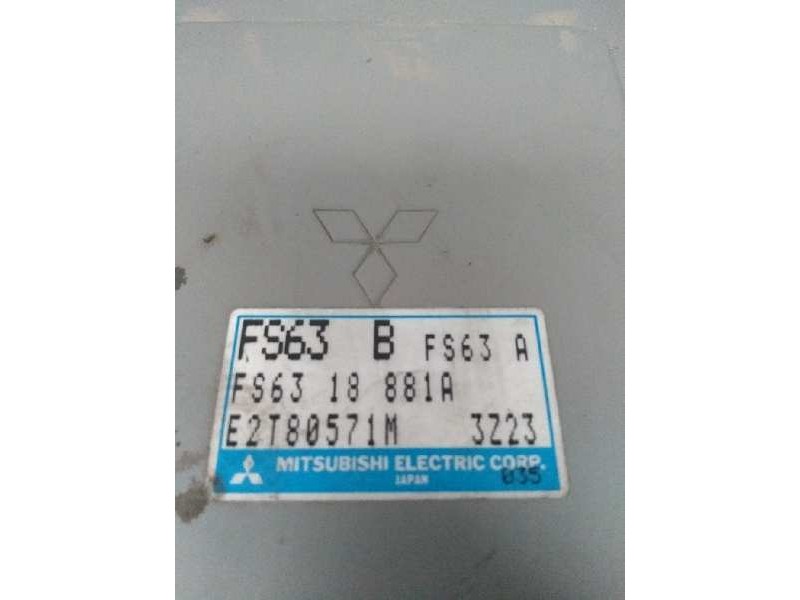 FS63 B FS63 A
FS63 18 881A
E2T80571M 3Z23
MITSUBISHI ELECTRIC CORP.
JAPAN 035